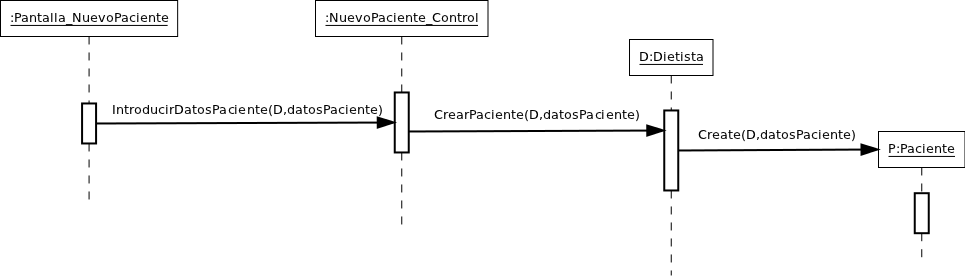 :Pantalla_NuevoPaciente
:NuevoPaciente_Control
D:Dietista
IntroducirDatosPaciente(D,datosPaciente)
CrearPaciente(D,datosPaciente)
Create(D,datosPaciente)
P:Paciente